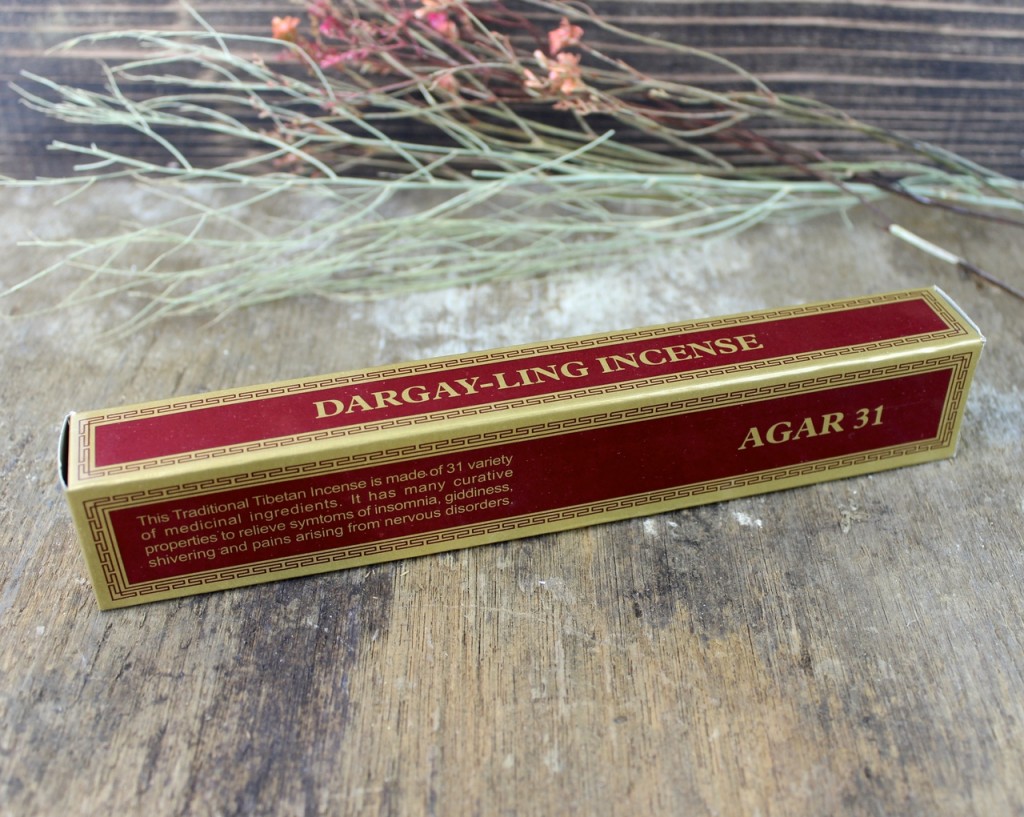 DARGAY-LING INCENSE
AGAR 31
This Traditional Tibetan Incense is made of 31 variety
of medicinal ingredients. It has many curative
properties to relieve symtoms of insomnia, giddiness,
shivering and pains arising from nervous disorders.